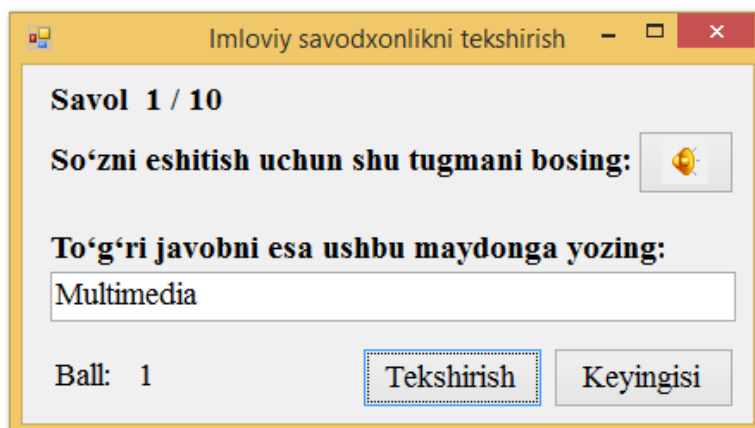 Imloviy savodxonlikni tekshirish
Savol 1 / 10
So‘zni eshitish uchun shu tugmani bosing:
To‘g‘ri javobni esa ushbu maydonga yozing:
Multimedia
Ball: 1 Tekshirish Keyingisi